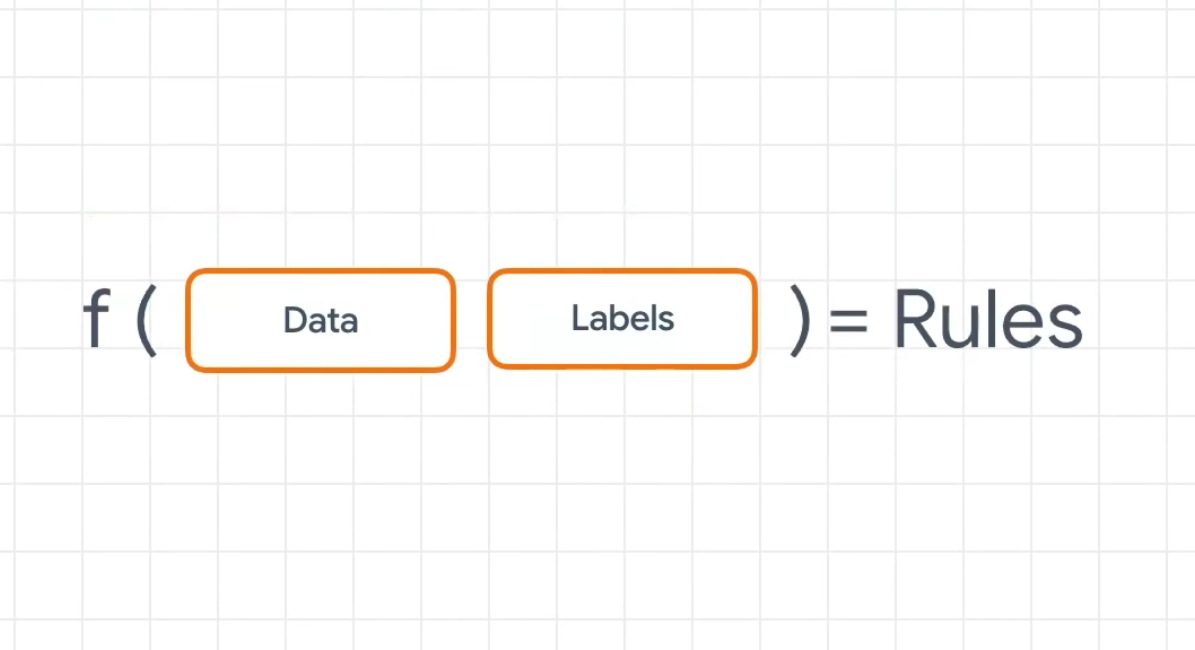 f ( Data Labels ) = Rules